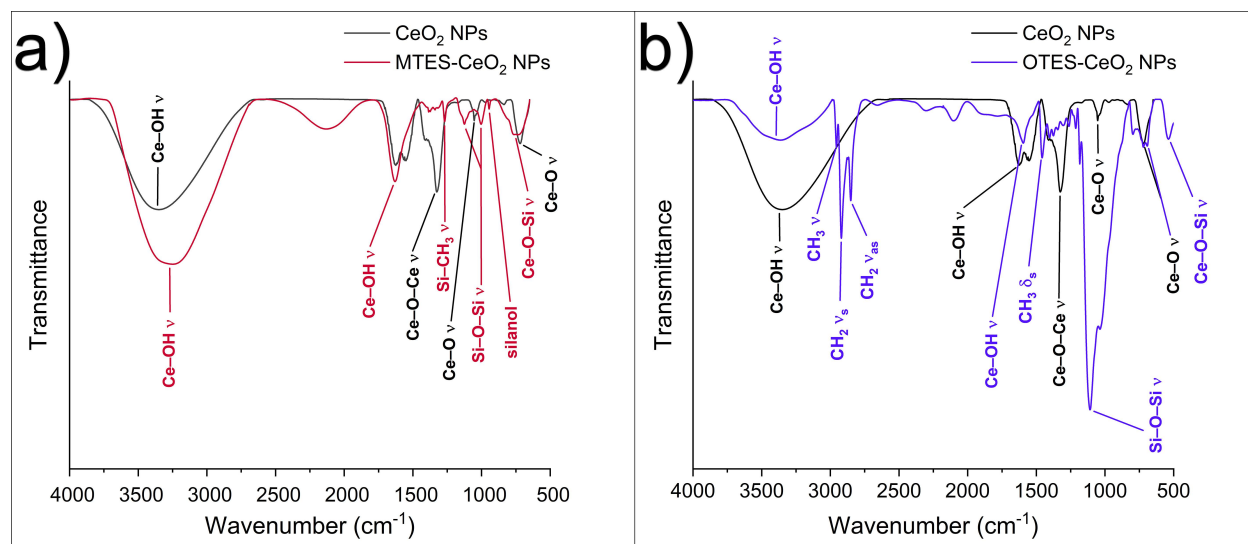 a)
CeO₂ NPs
MTES-CeO₂ NPs
Ce–OH ν
Ce–OH ν
Ce–OH ν
Ce–O–Ce ν
Ce–O ν
Si–CH₃ ν
Si–O–Si ν
silanol
Ce–O–Si ν
Ce–O ν
Transmittance
4000 3500 3000 2500 2000 1500 1000 500
Wavenumber (cm⁻¹)
b)
CeO₂ NPs
OTES-CeO₂ NPs
Ce–OH ν
Ce–OH ν
CH₃ ν
CH₂ νₛ
CH₂ νₐₛ
Ce–OH ν
Ce–OH ν
CH₃ δₛ
Ce–O–Ce ν
Ce–O ν
Si–O–Si ν
Ce–O ν
Ce–O–Si ν
Transmittance
4000 3500 3000 2500 2000 1500 1000 500
Wavenumber (cm⁻¹)